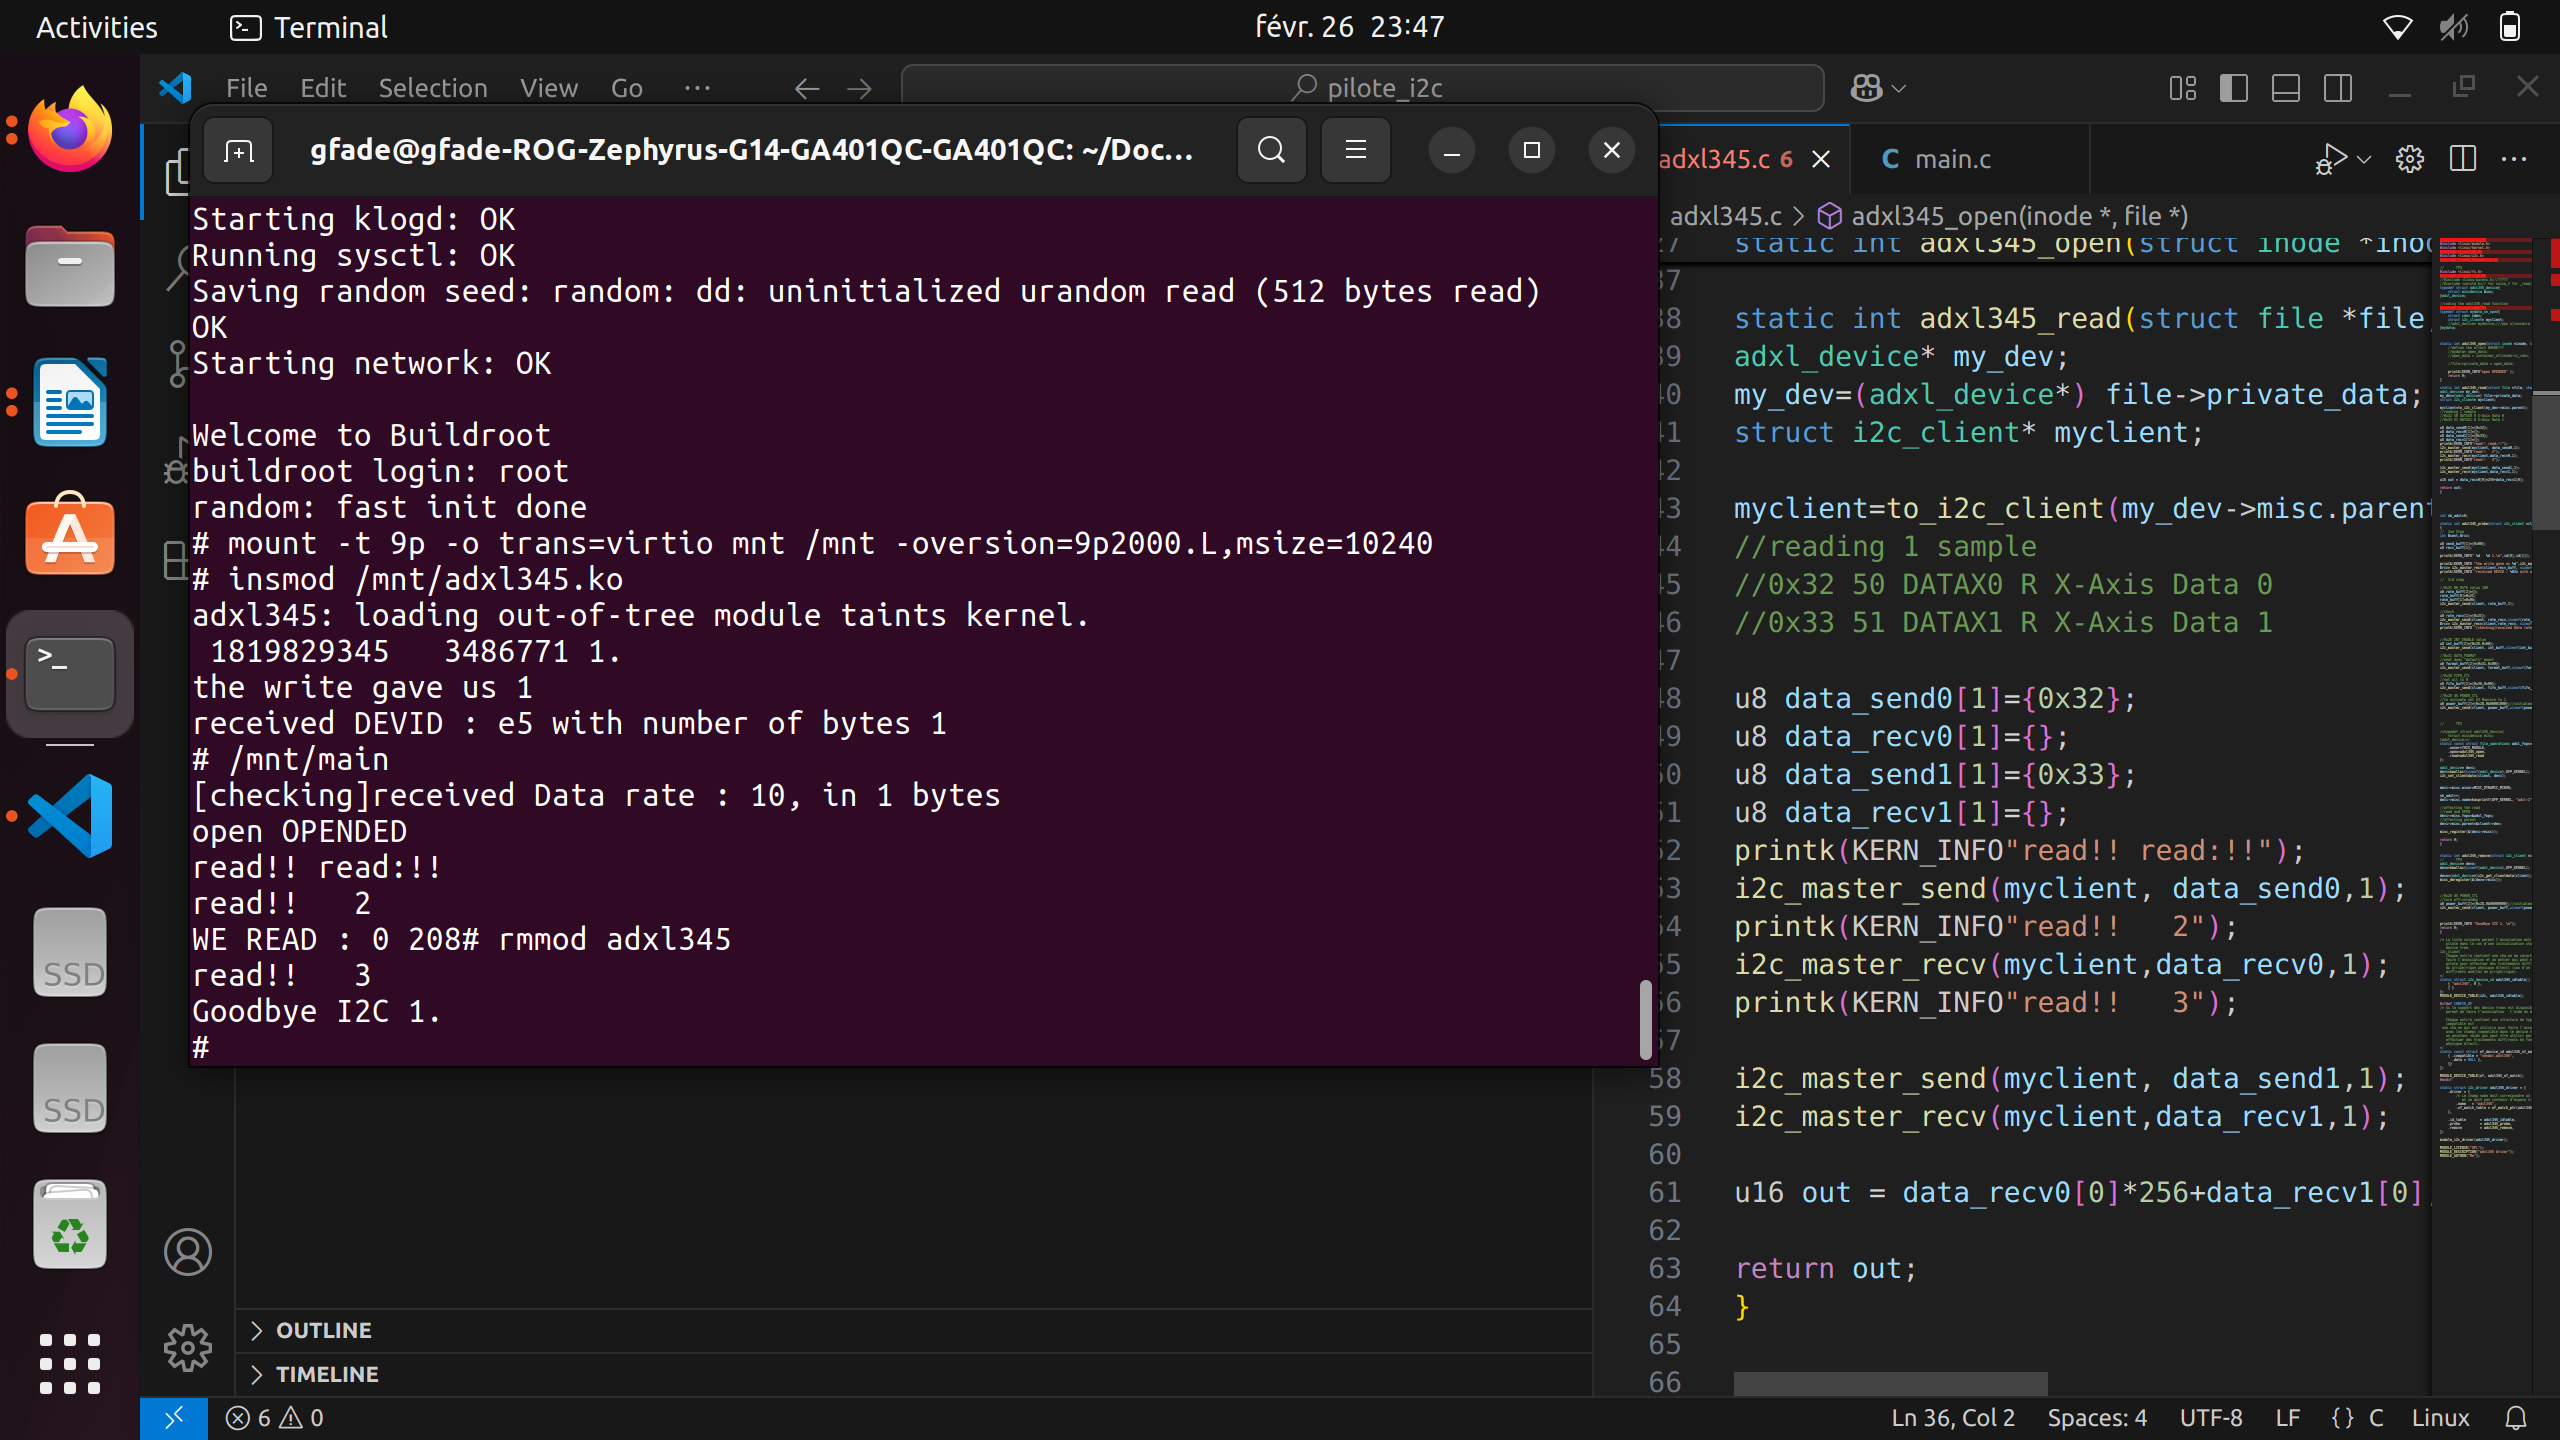 Activities
Terminal
févr. 26 23:47
File Edit Selection View Go ···
pilote_i2c
gfade@gfade-ROG-Zephyrus-G14-GA401QC-GA401QC: ~/Doc...
Starting klogd: OK
Running sysctl: OK
Saving random seed: random: dd: uninitialized urandom read (512 bytes read)
OK
Starting network: OK
Welcome to Buildroot
buildroot login: root
random: fast init done
# mount -t 9p -o trans=virtio mnt /mnt -oversion=9p2000.L,msize=10240
# insmod /mnt/adxl345.ko
adxl345: loading out-of-tree module taints kernel.
1819829345   3486771 1.
the write gave us 1
received DEVID : e5 with number of bytes 1
# /mnt/main
[checking]received Data rate : 10, in 1 bytes
open OPENDED
read!! read:!!
read!!   2
WE READ : 0 208# rmmod adxl345
read!!   3
Goodbye I2C 1.
#
adxl345.c 6
C main.c
adxl345.c > adxl345_open(inode *, file *)
27 static int adxl345_open(struct inode *inod
37
38 static int adxl345_read(struct file *file,
39 adxl_device* my_dev;
40 my_dev=(adxl_device*) file->private_data;
41 struct i2c_client* myclient;
42
43 myclient=to_i2c_client(my_dev->misc.parent
44 //reading 1 sample
45 //0x32 50 DATAX0 R X-Axis Data 0
46 //0x33 51 DATAX1 R X-Axis Data 1
47
48 u8 data_send0[1]={0x32};
49 u8 data_recv0[1]={};
50 u8 data_send1[1]={0x33};
51 u8 data_recv1[1]={};
52 printk(KERN_INFO"read!! read:!!");
53 i2c_master_send(myclient, data_send0,1);
54 printk(KERN_INFO"read!!   2");
55 i2c_master_recv(myclient,data_recv0,1);
56 printk(KERN_INFO"read!!   3");
57
58 i2c_master_send(myclient, data_send1,1);
59 i2c_master_recv(myclient,data_recv1,1);
60
61 u16 out = data_recv0[0]*256+data_recv1[0]
62
63 return out;
64 }
65
66
SSD
SSD
OUTLINE
TIMELINE
6 0
Ln 36, Col 2
Spaces: 4
UTF-8
LF
{} C
Linux